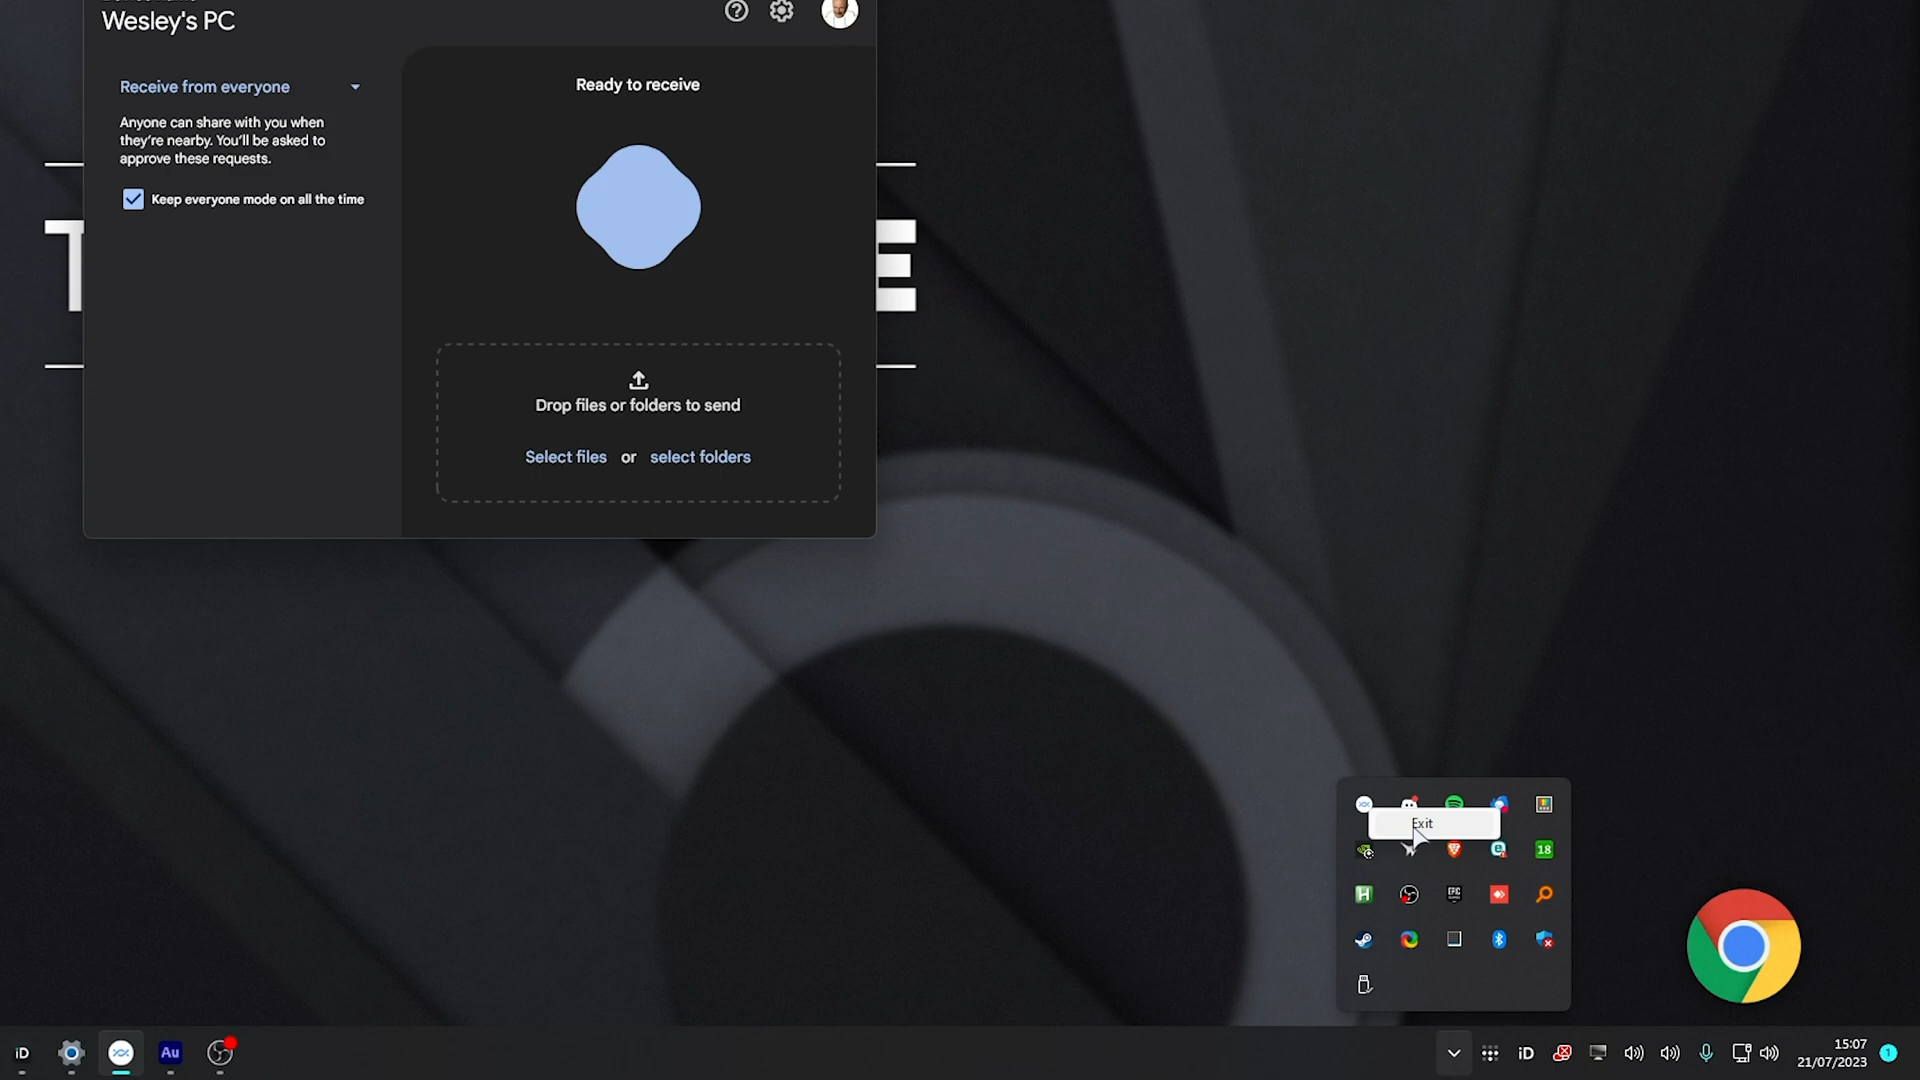 Wesley's PC
Receive from everyone
Anyone can share with you when
they're nearby. You'll be asked to
approve these requests.
Keep everyone mode on all the time
Ready to receive
Drop files or folders to send
Select files or select folders
T
E
Exit
18
H
EPIC
iD
Au
iD
15:07
21/07/2023
1